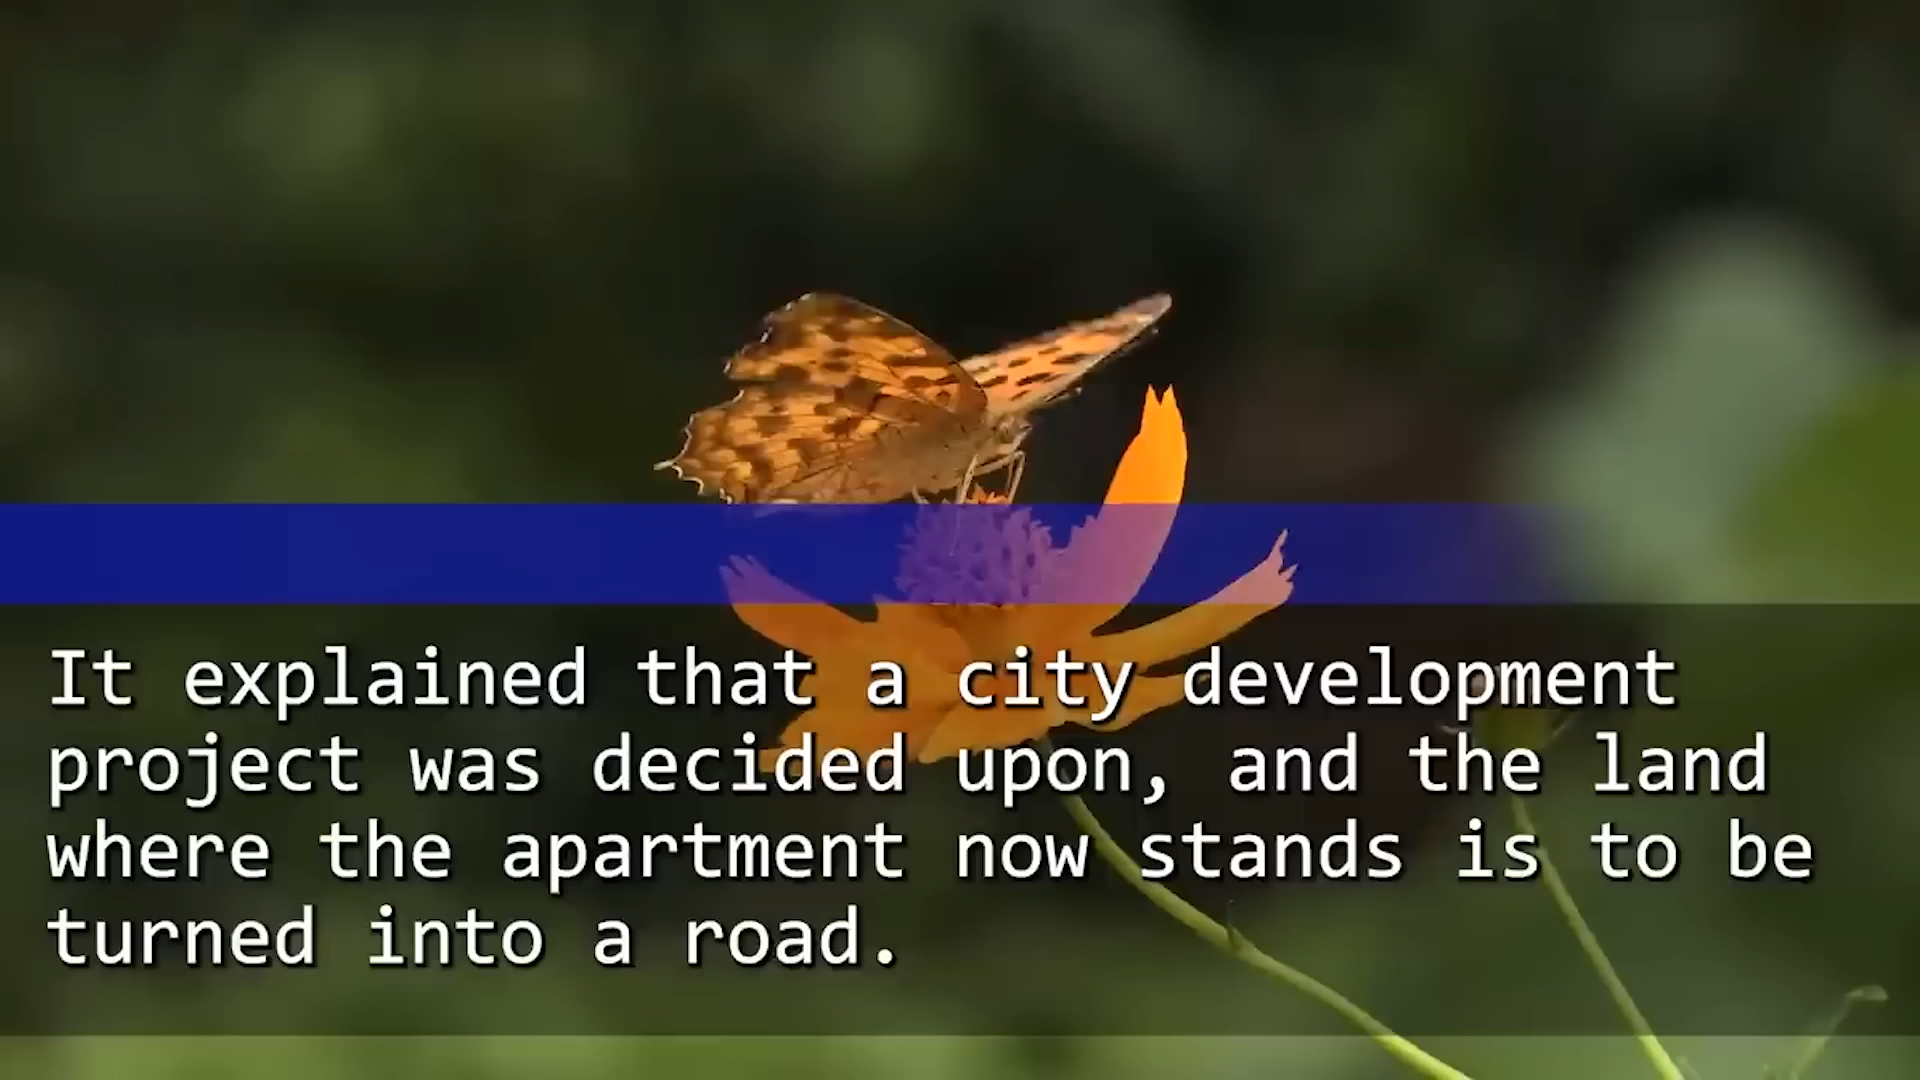 It explained that a city development
project was decided upon, and the land
where the apartment now stands is to be
turned into a road.